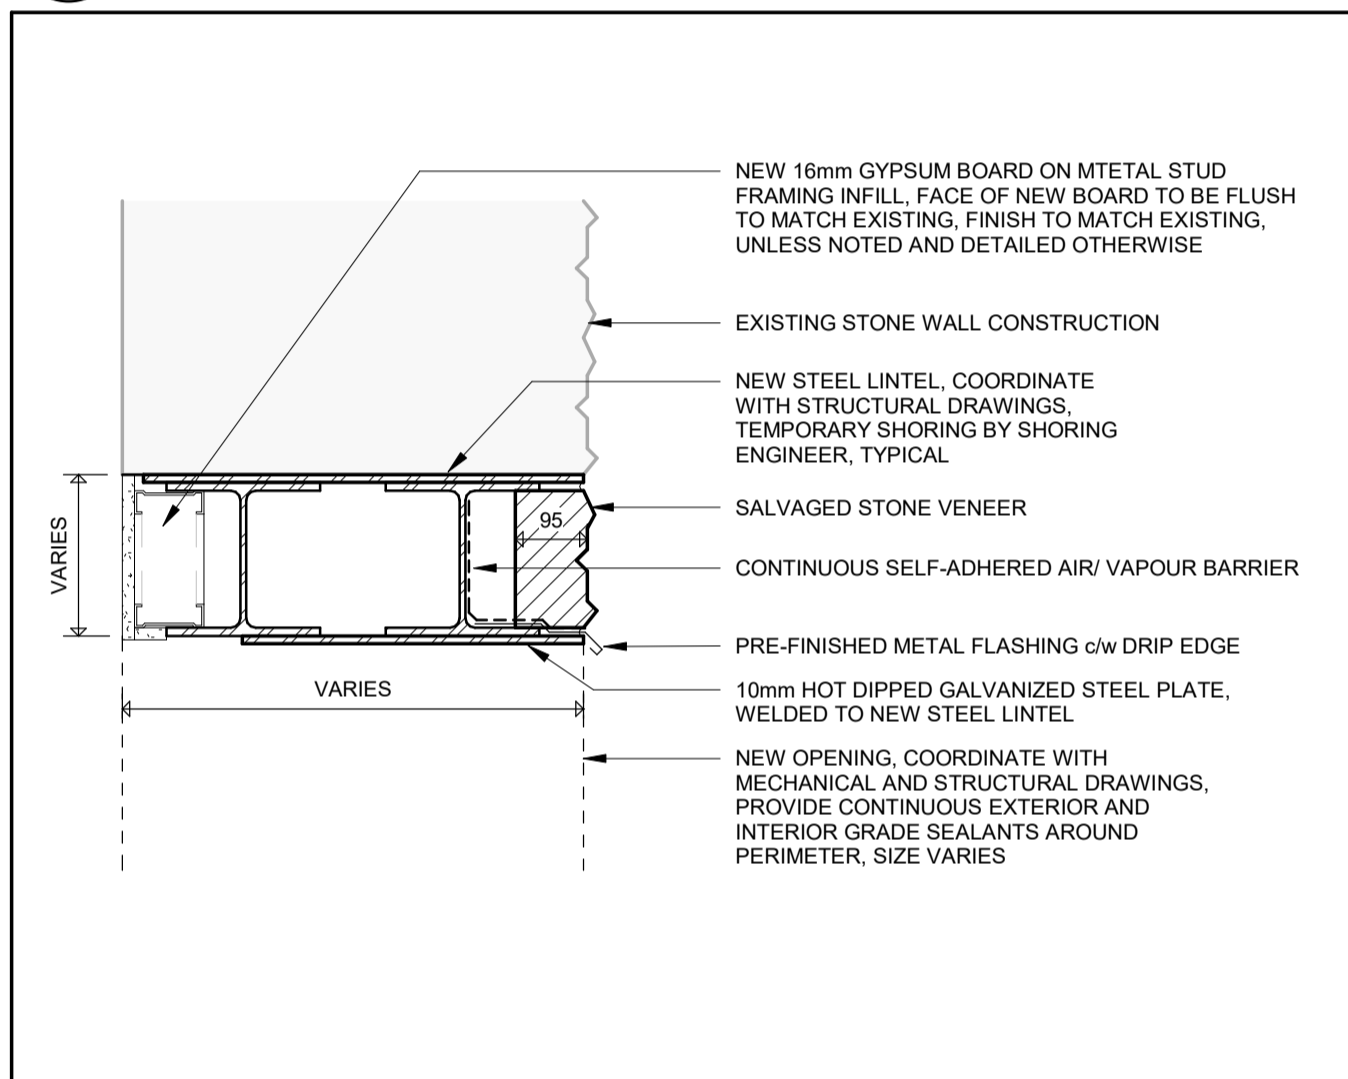 NEW 16mm GYPSUM BOARD ON MTETAL STUD
FRAMING INFILL, FACE OF NEW BOARD TO BE FLUSH
TO MATCH EXISTING, FINISH TO MATCH EXISTING,
UNLESS NOTED AND DETAILED OTHERWISE
EXISTING STONE WALL CONSTRUCTION
NEW STEEL LINTEL, COORDINATE
WITH STRUCTURAL DRAWINGS,
TEMPORARY SHORING BY SHORING
ENGINEER, TYPICAL
SALVAGED STONE VENEER
95
VARIES
CONTINUOUS SELF-ADHERED AIR/ VAPOUR BARRIER
PRE-FINISHED METAL FLASHING c/w DRIP EDGE
VARIES
10mm HOT DIPPED GALVANIZED STEEL PLATE,
WELDED TO NEW STEEL LINTEL
NEW OPENING, COORDINATE WITH
MECHANICAL AND STRUCTURAL DRAWINGS,
PROVIDE CONTINUOUS EXTERIOR AND
INTERIOR GRADE SEALANTS AROUND
PERIMETER, SIZE VARIES